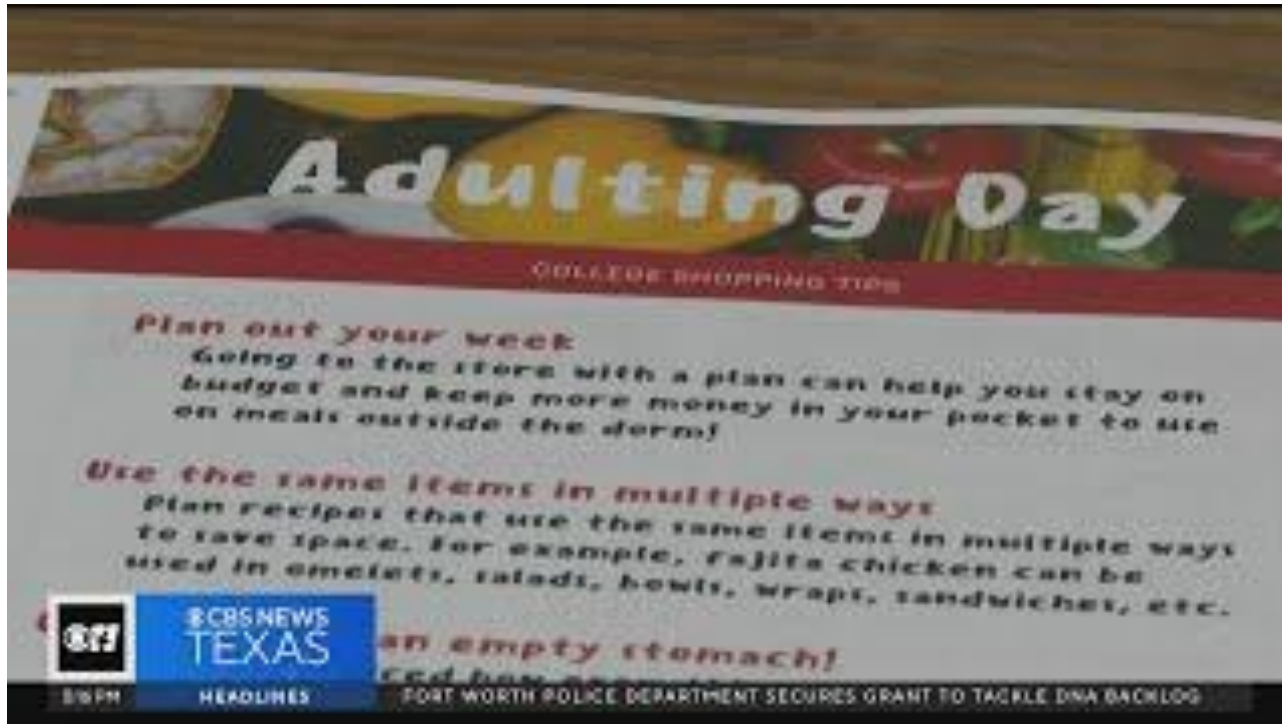 Adulting Day
COLLEGE SHOPPING TIPS
Plan out your week
Going to the store with a plan can help you stay on
budget and keep more money in your pocket to use
on meals outside the dorm!
Use the same items in multiple ways
Plan recipes that use the same items in multiple ways
to save space. For example, fajita chicken can be
used in omelets, salads, bowls, wraps, sandwiches, etc.
an empty stomach!
CBS NEWS
TEXAS
HEADLINES
FORT WORTH POLICE DEPARTMENT SECURES GRANT TO TACKLE DNA BACKLOG